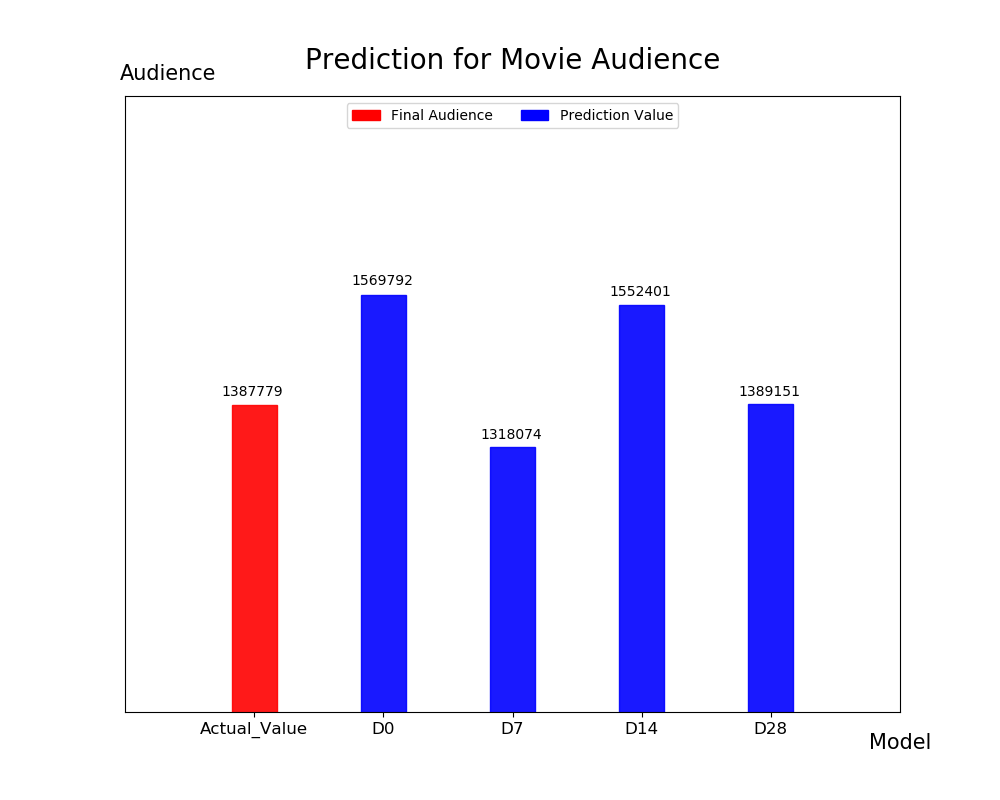 Prediction for Movie Audience
Audience
Final Audience Prediction Value
1569792
1552401
1387779
1389151
1318074
Actual_Value D0 D7 D14 D28
Model